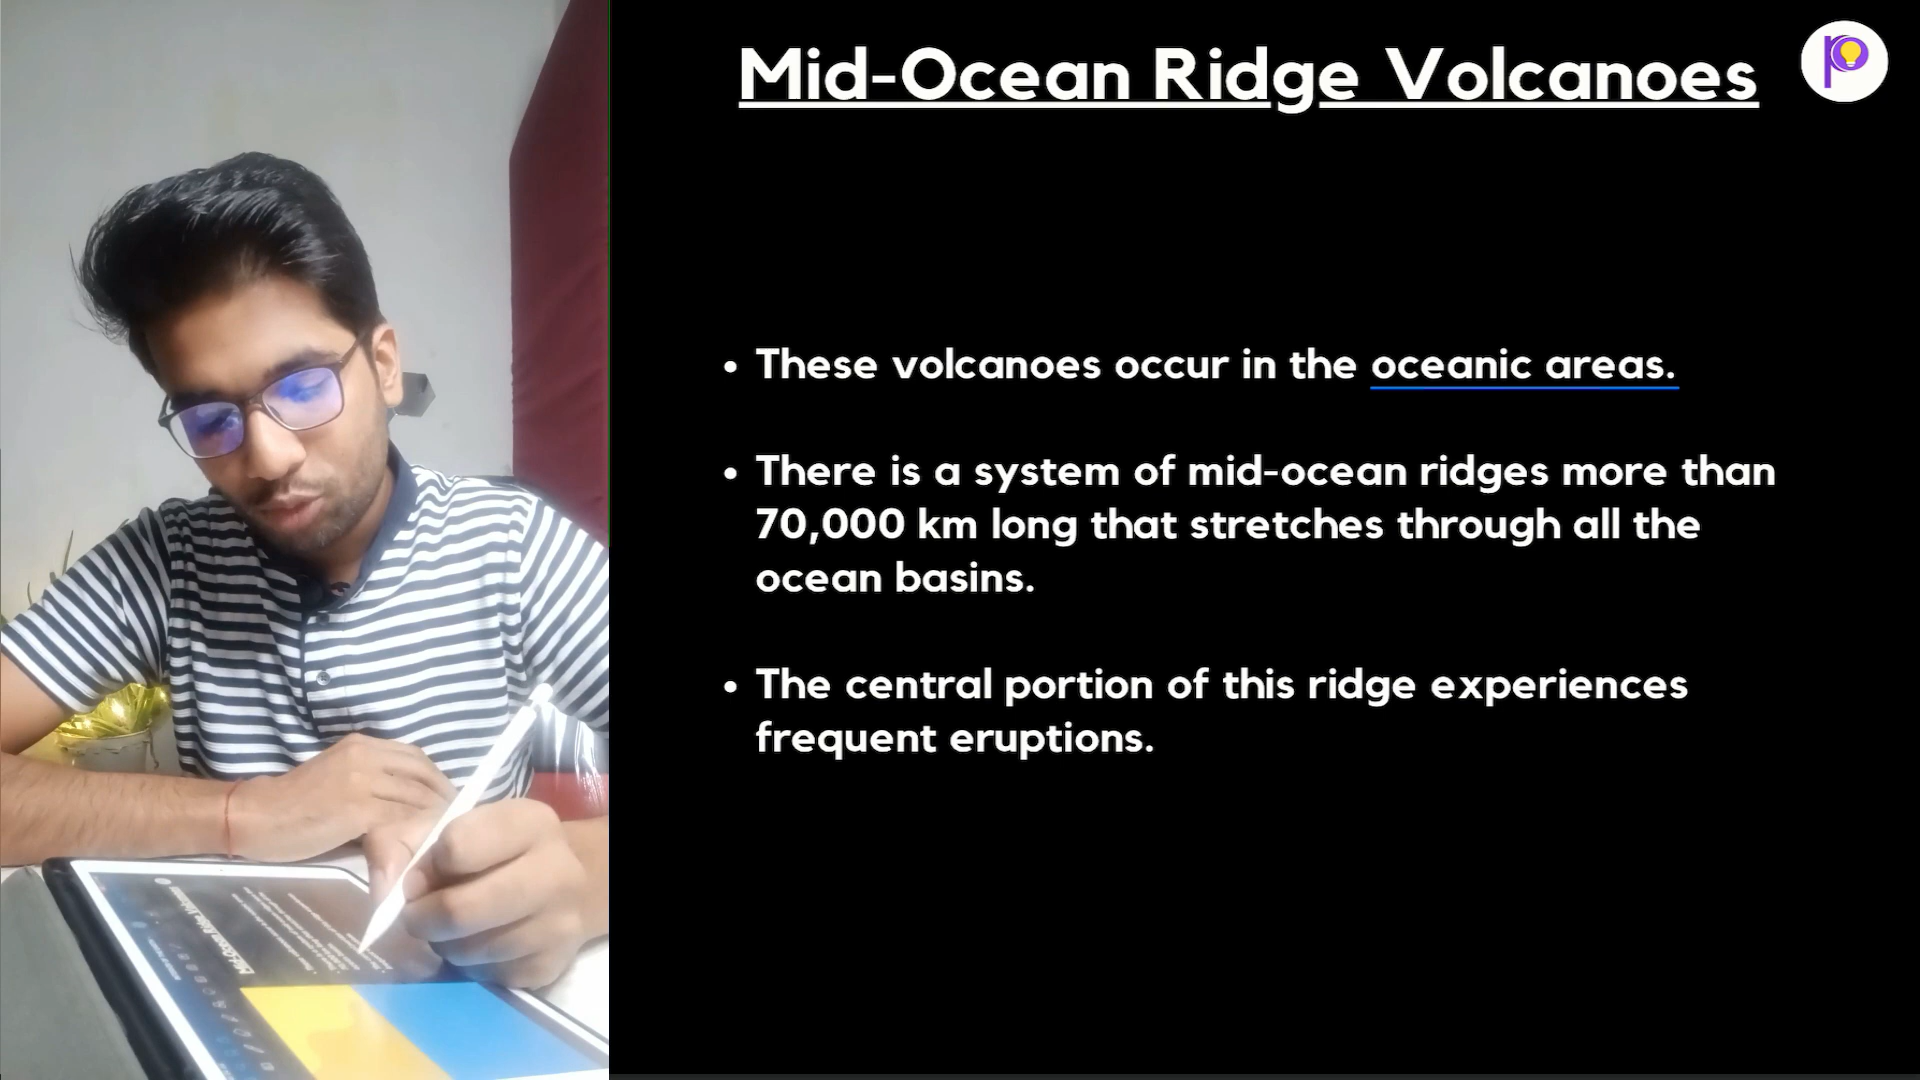 Mid-Ocean Ridge Volcanoes
• These volcanoes occur in the oceanic areas.
• There is a system of mid-ocean ridges more than
70,000 km long that stretches through all the
ocean basins.
• The central portion of this ridge experiences
frequent eruptions.